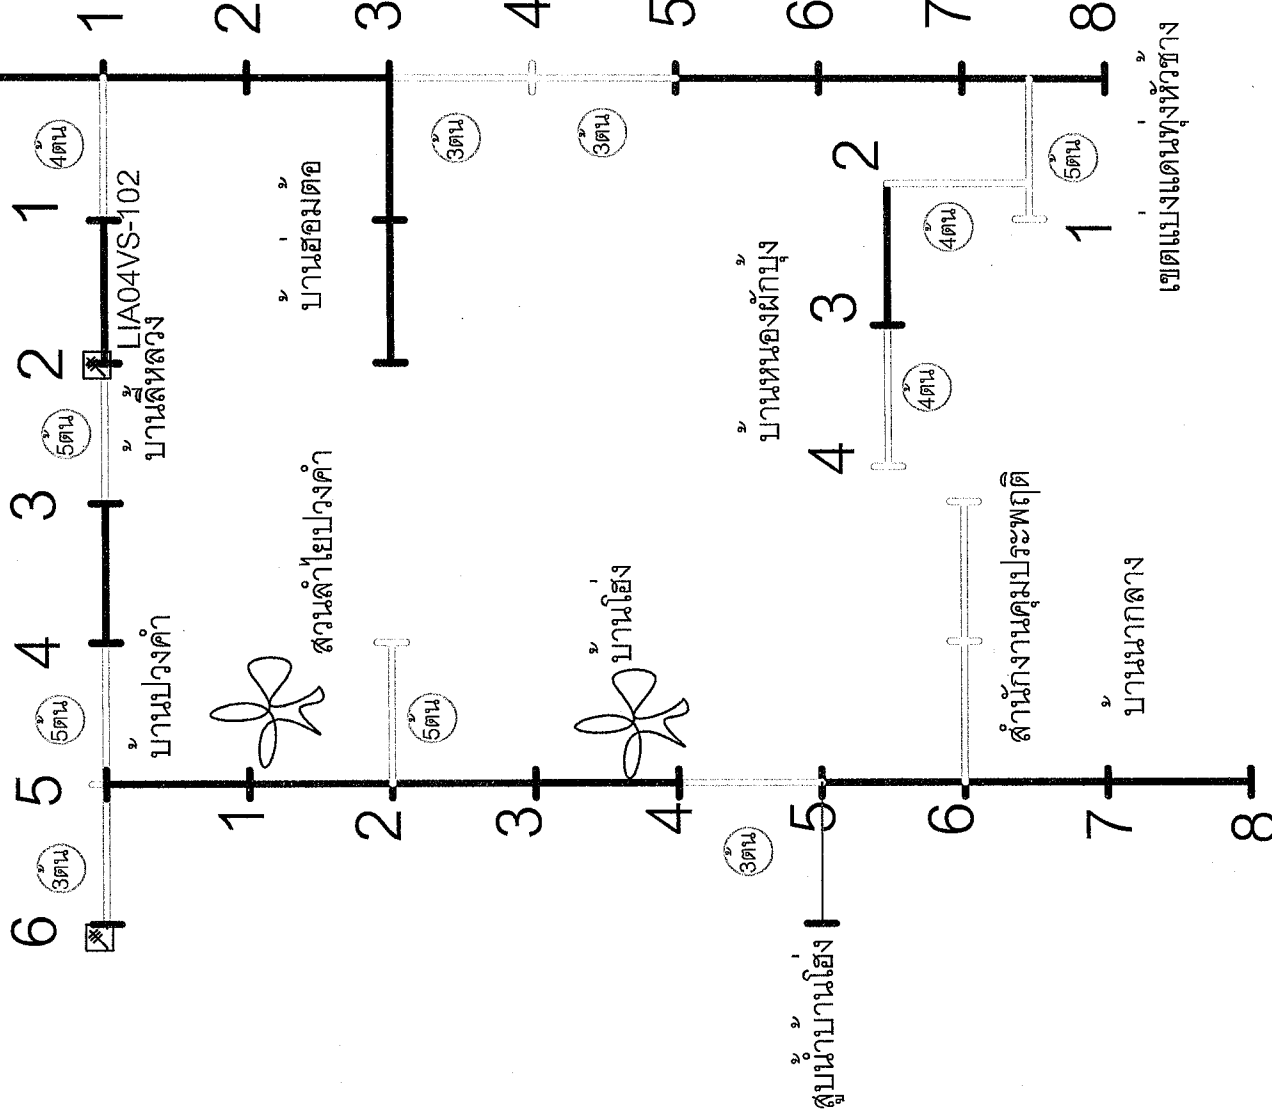 6
5
4
3
2
1
3ต้น
5ต้น
5ต้น
4ต้น
LIA04VS-102
บ้านลี้หลวง
บ้านปวงคำ
1
2
3
4
5
6
7
8
บ้านฮ่อมต้อ
3ต้น
3ต้น
สวนลำไยปวงคำ
5ต้น
1
2
3
4
5
6
7
8
บ้านโฮ่ง
3ต้น
สูบน้ำบ้านโฮ่ง
บ้านหนองผักบุ้ง
4
3
2
1
4ต้น
4ต้น
5ต้น
สำนักงานคุมประพฤติ
บ้านนากลาง
เขตแบ่งแดนทุ่งหัวช้าง